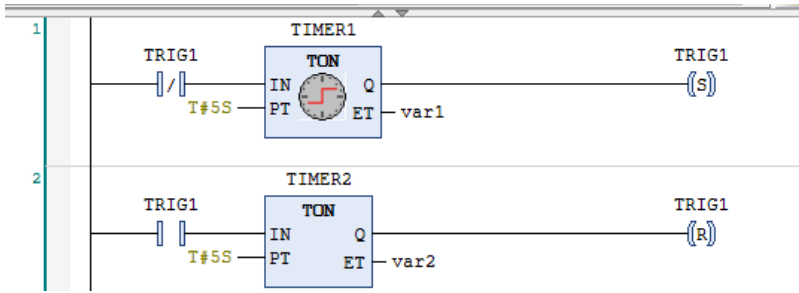 1
TIMER1
TRIG1 TON TRIG1
IN Q (S)
T#5S PT ET var1
2
TIMER2
TRIG1 TON TRIG1
IN Q (R)
T#5S PT ET var2